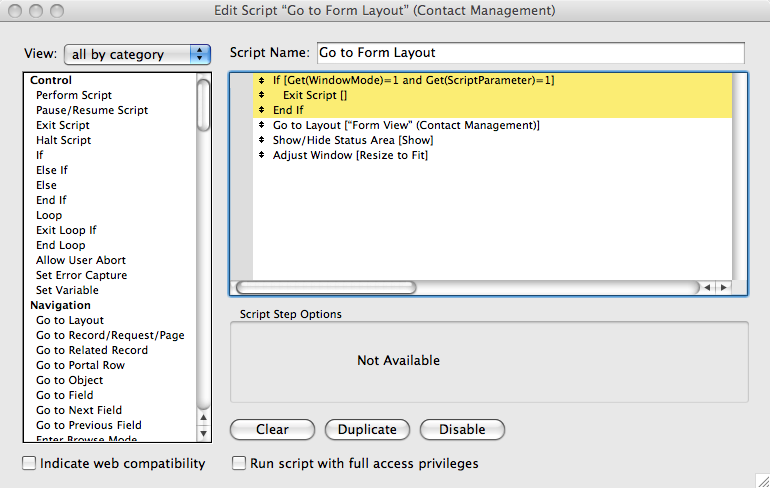 Edit Script “Go to Form Layout” (Contact Management)
View: all by category
Script Name: Go to Form Layout
Control
Perform Script
Pause/Resume Script
Exit Script
Halt Script
If
Else If
Else
End If
Loop
Exit Loop If
End Loop
Allow User Abort
Set Error Capture
Set Variable
Navigation
Go to Layout
Go to Record/Request/Page
Go to Related Record
Go to Portal Row
Go to Object
Go to Field
Go to Next Field
Go to Previous Field
Enter Browse Mode
If [Get(WindowMode)=1 and Get(ScriptParameter)=1]
Exit Script []
End If
Go to Layout [“Form View” (Contact Management)]
Show/Hide Status Area [Show]
Adjust Window [Resize to Fit]
Script Step Options
Not Available
Clear
Duplicate
Disable
Indicate web compatibility
Run script with full access privileges